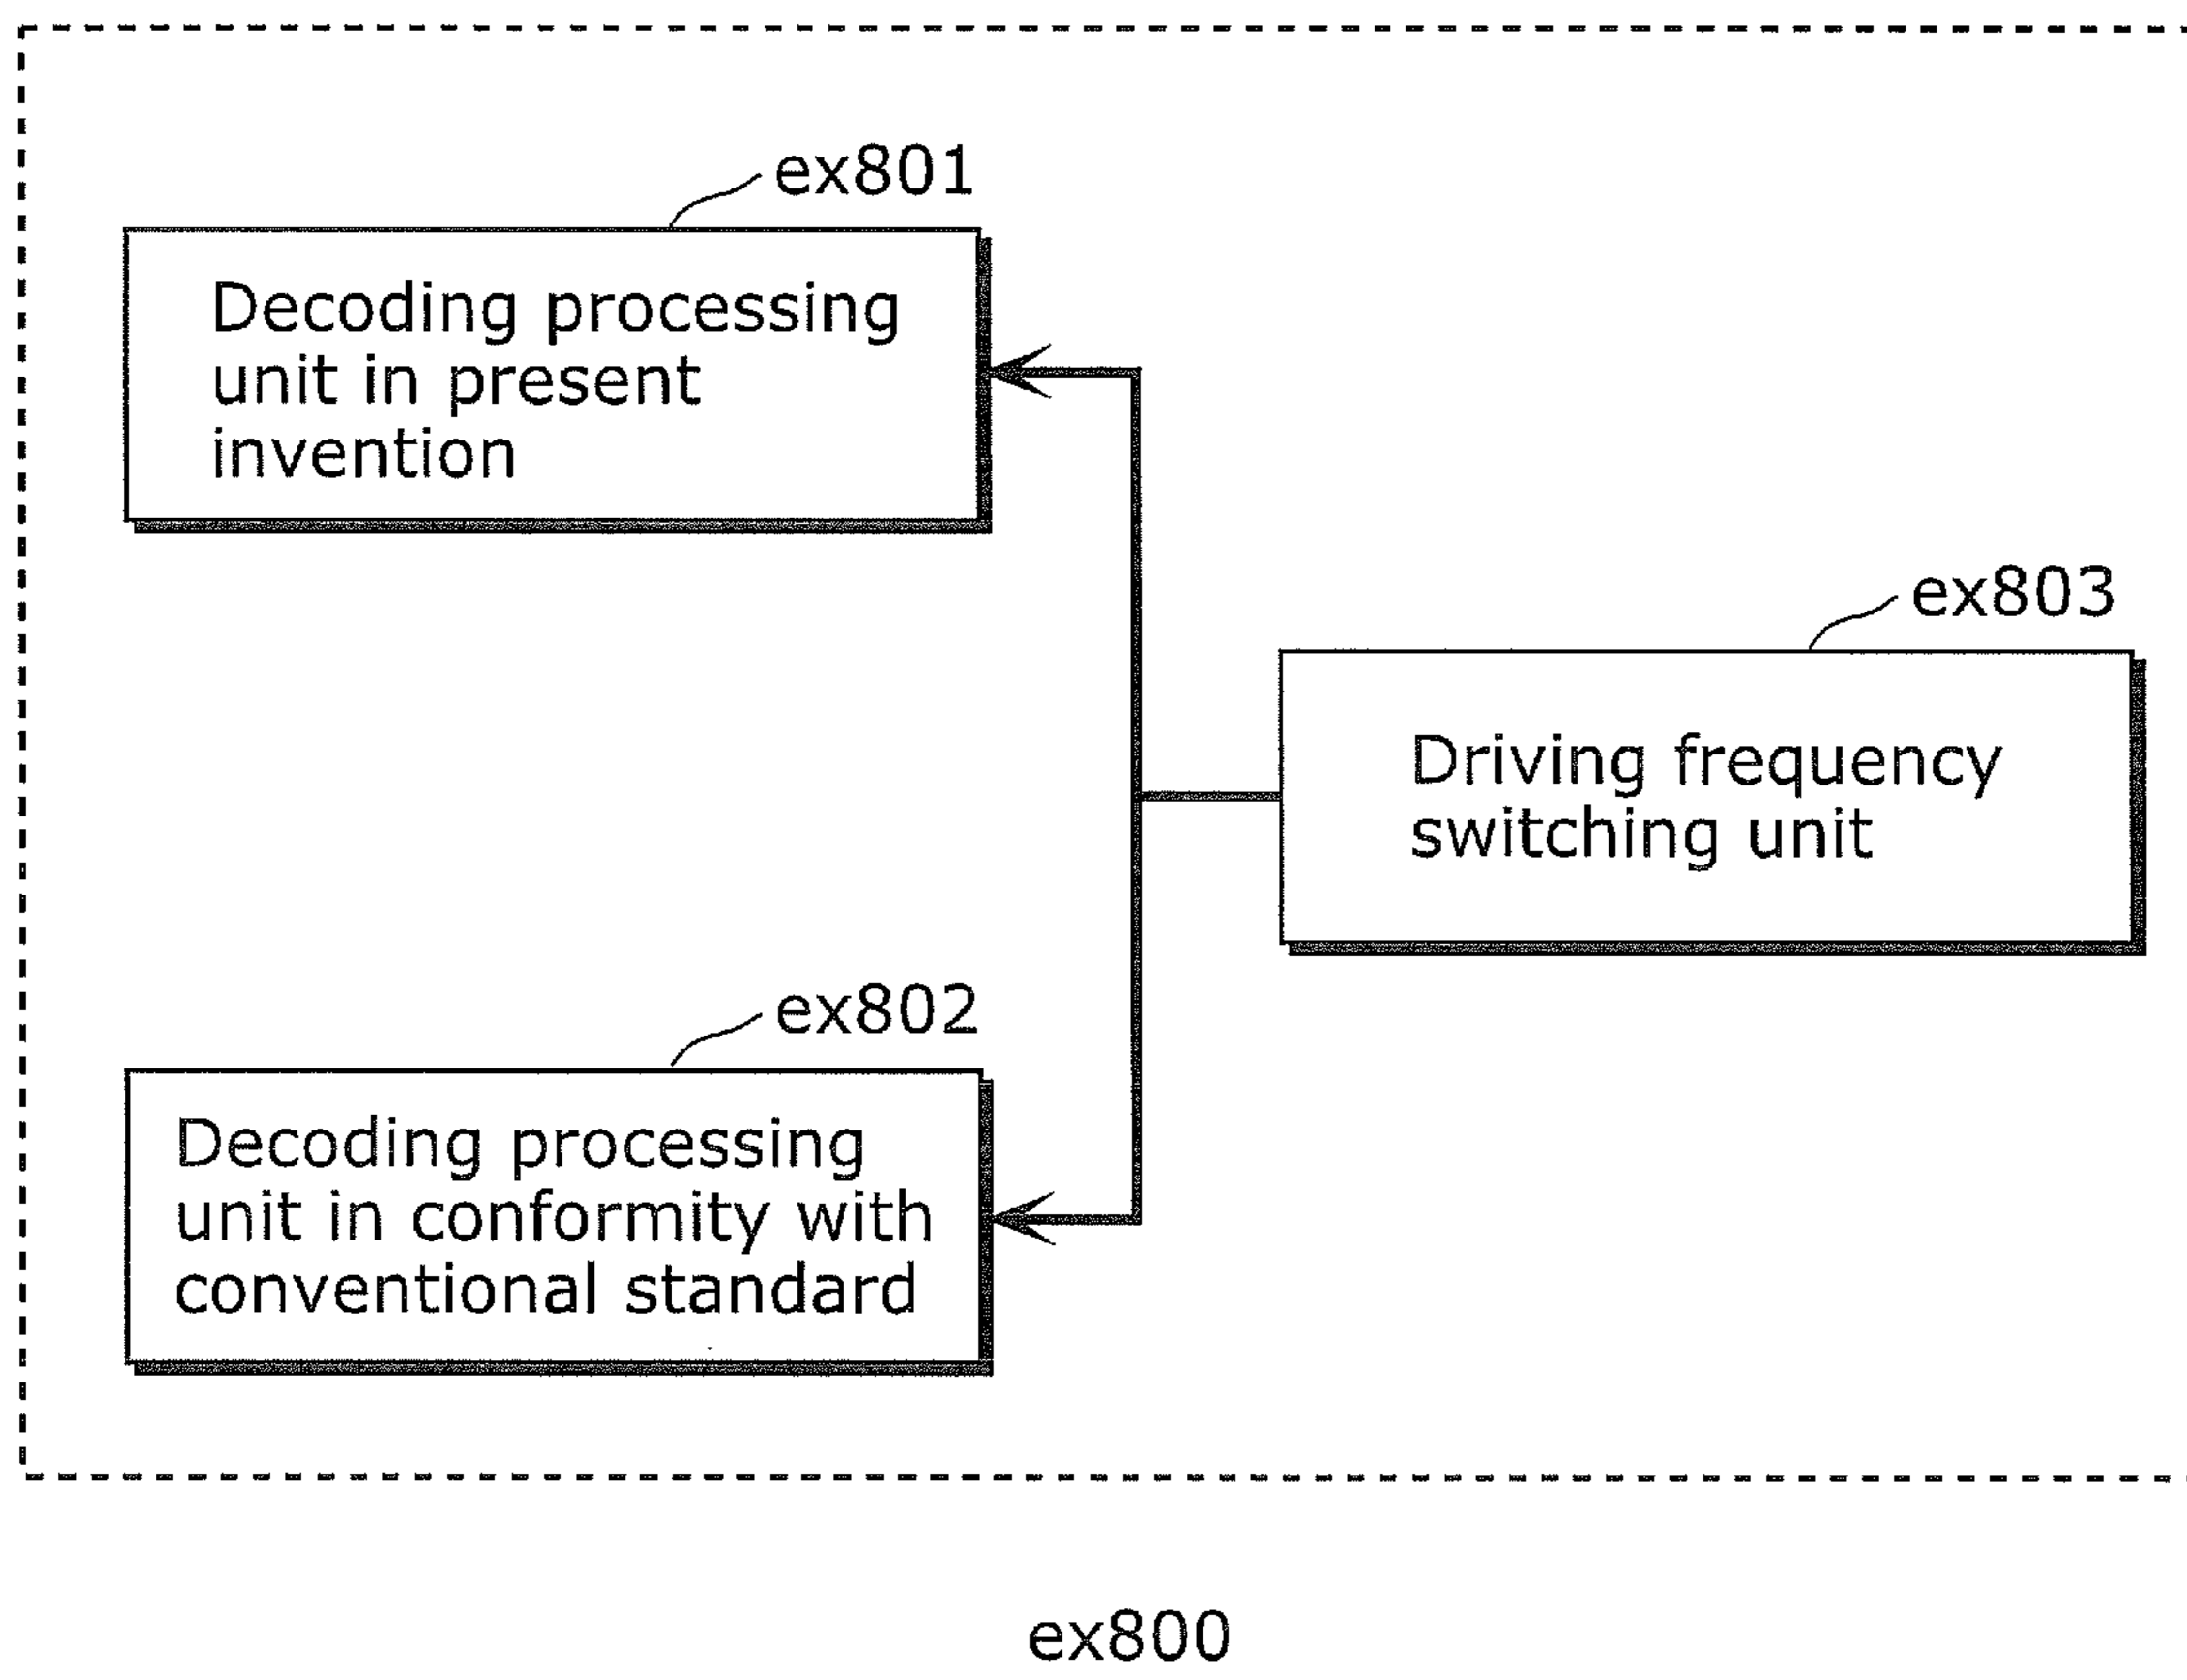 ex801
Decoding processing
unit in present
invention
ex803
Driving frequency
switching unit
ex802
Decoding processing
unit in conformity with
conventional standard
ex800